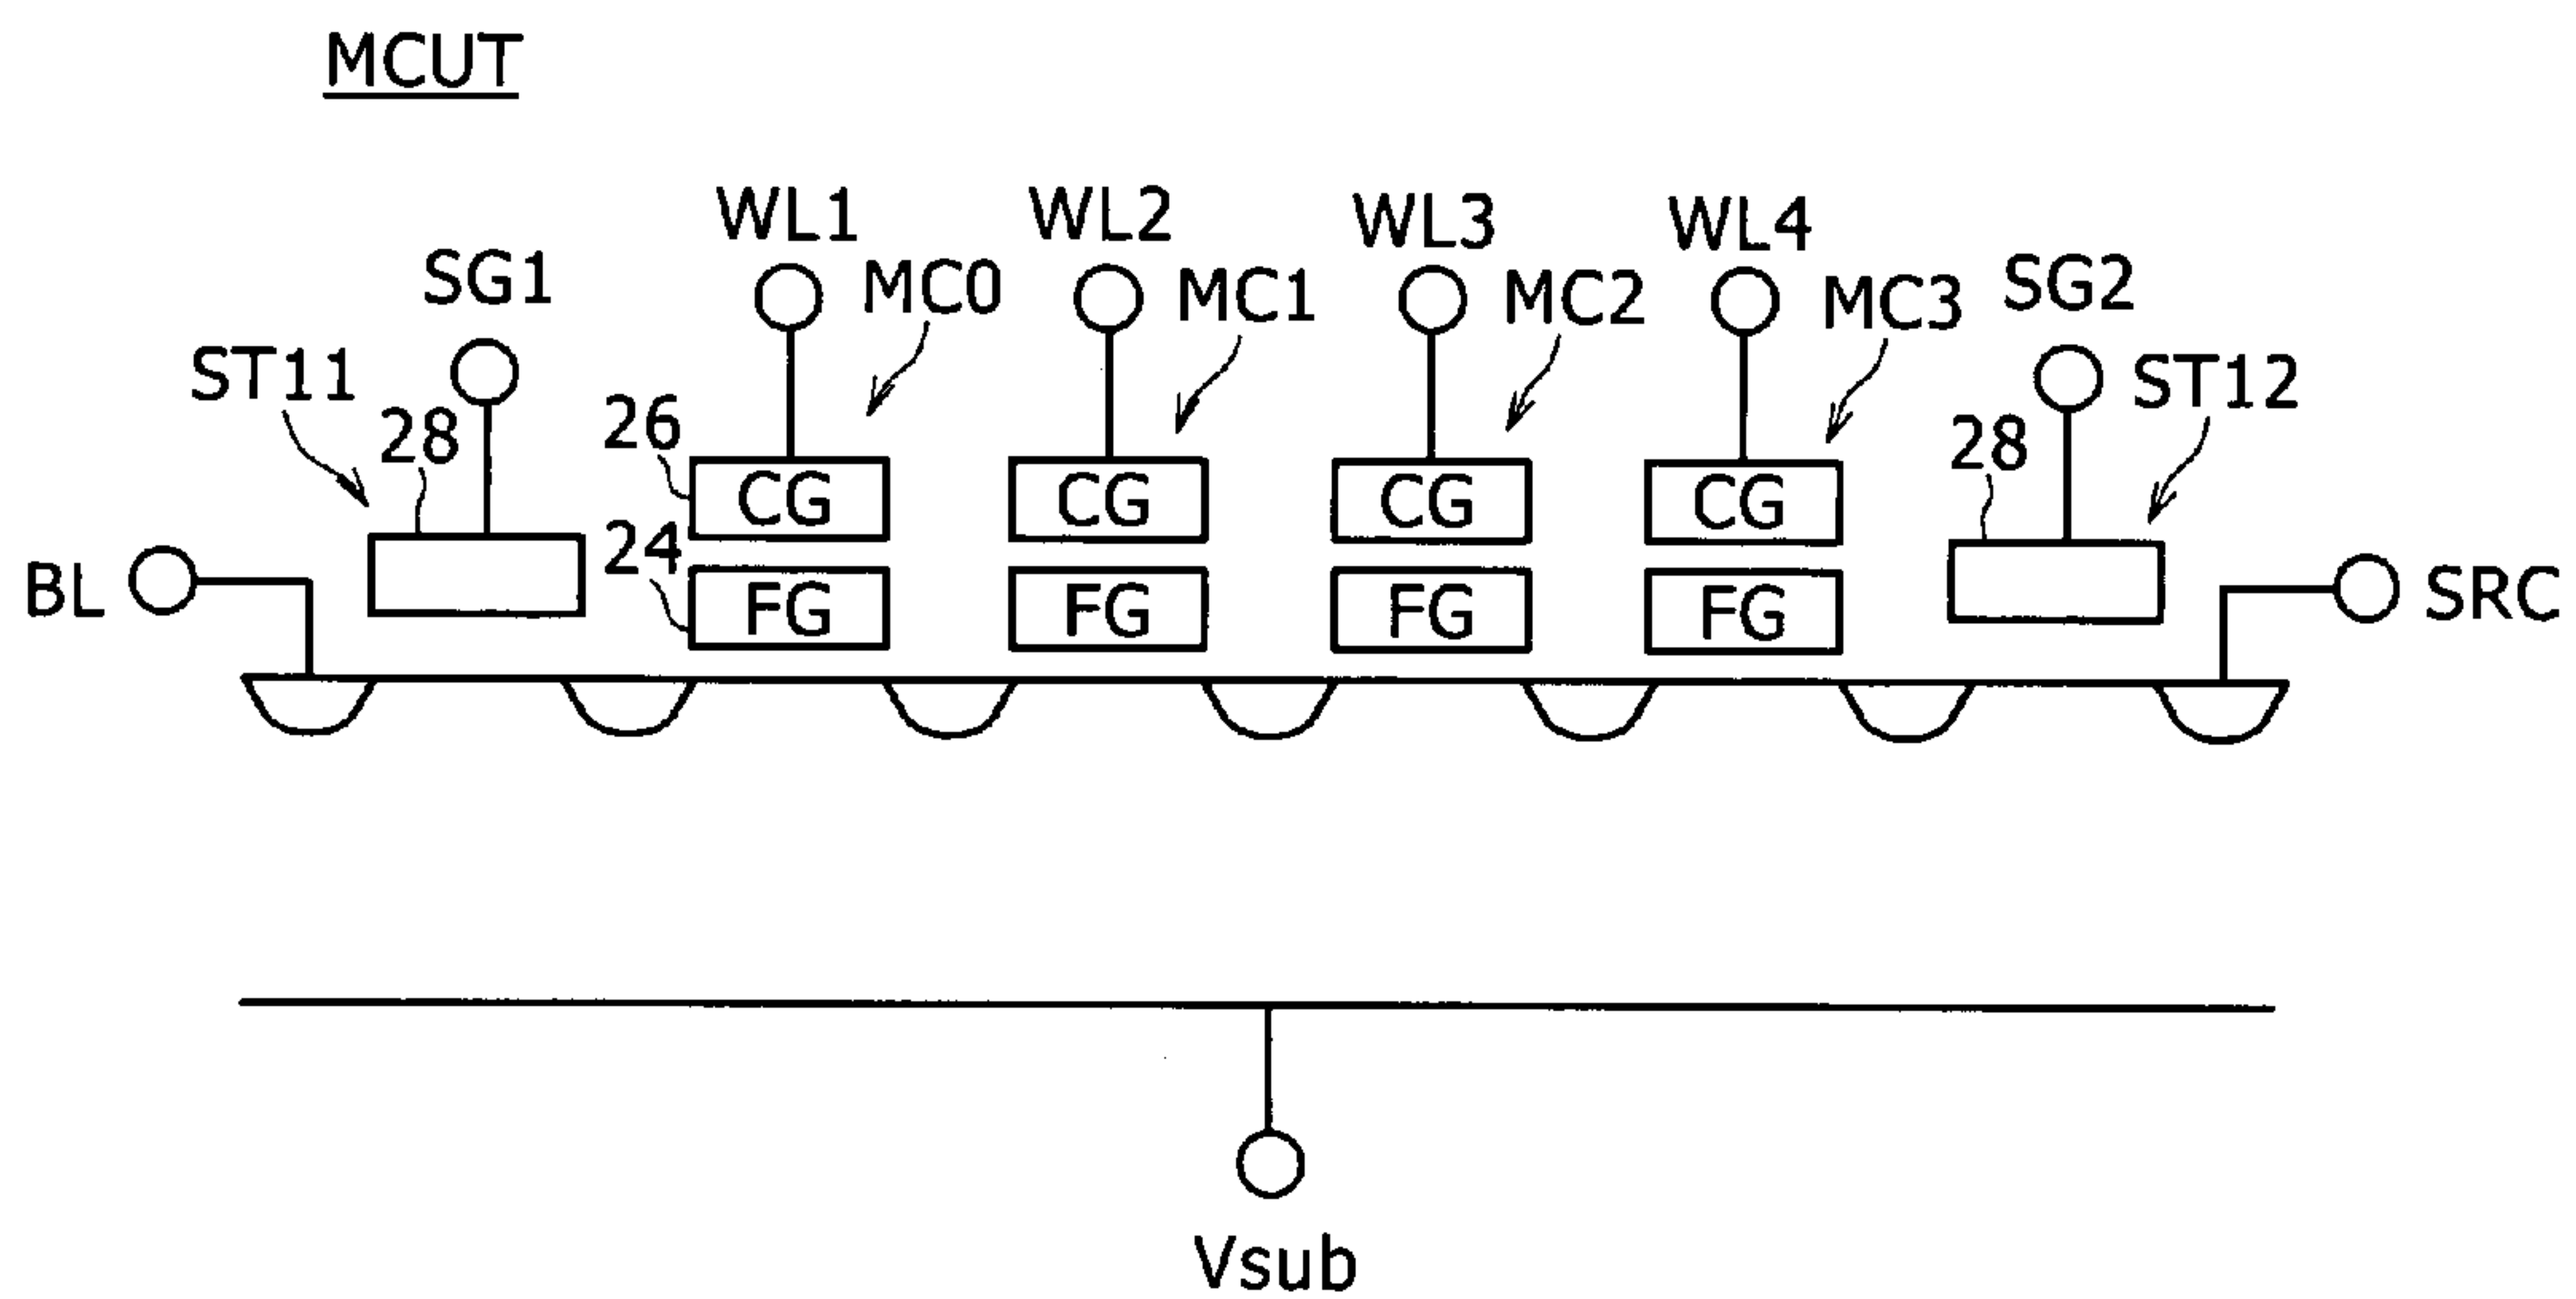 MCUT
WL1 WL2 WL3 WL4
SG1 MC0 MC1 MC2 MC3 SG2
ST11 28 26 28 ST12
CG CG CG CG
24
BL FG FG FG FG SRC
Vsub